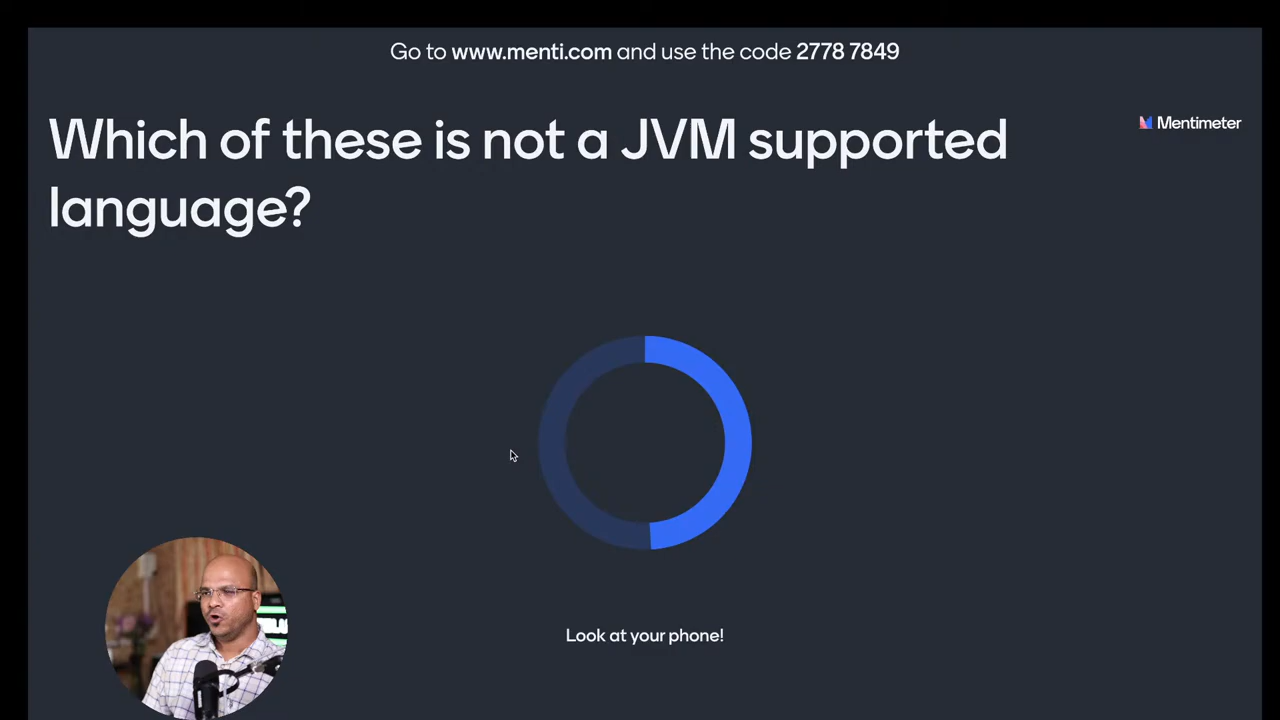 Go to www.menti.com and use the code 2778 7849
Which of these is not a JVM supported
language?
Mentimeter
Look at your phone!